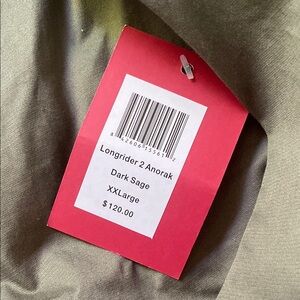 Longrider 2 Anorak
Dark Sage
XXLarge
$120.00